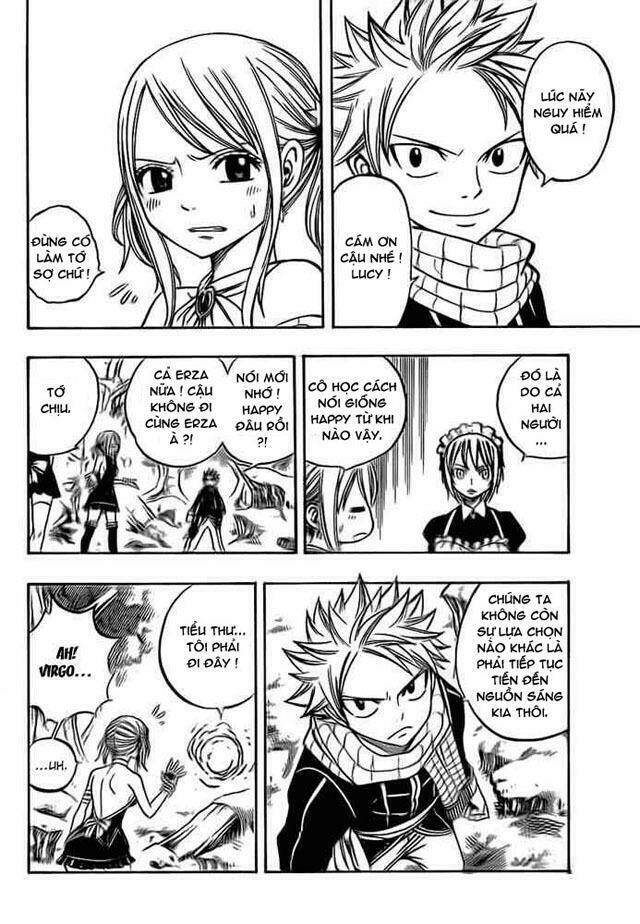 LÚC NÃY
NGUY HIỂM
QUÁ !
CÁM ƠN
CẬU NHÉ !
LUCY !
ĐỪNG CÓ
LÀM TỚ
SỢ CHỨ !
ĐÓ LÀ
DO CẢ
HAI
NGƯỜI
...
CÔ HỌC CÁCH
NÓI GIỐNG
HAPPY TỪ KHI
NÀO VẬY.
NÓI MỚI
NHỚ ! HAPPY
ĐÂU RỒI
?!
CẢ ERZA
NỮA ! CẬU
KHÔNG ĐI
CÙNG ERZA
À ?!
TỚ
CHỊU.
CHÚNG TA
KHÔNG CÒN
SỰ LỰA CHỌN
NÀO KHÁC LÀ
PHẢI TIẾP TỤC
TIẾN ĐẾN
NGUỒN SÁNG
KIA THÔI.
TIỂU THƯ...
TÔI PHẢI
ĐI ĐÂY !
AH!
VIRGO...
...UH.